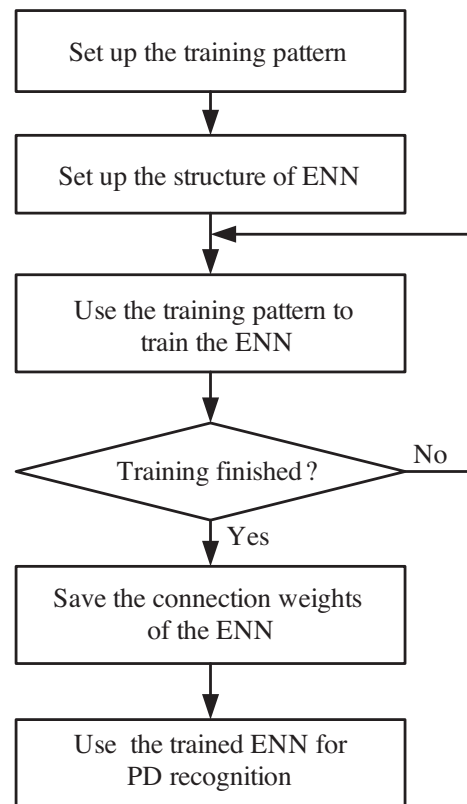 Set up the training pattern
Set up the structure of ENN
Use the training pattern to
train the ENN
Training finished?
No
Yes
Save the connection weights
of the ENN
Use the trained ENN for
PD recognition